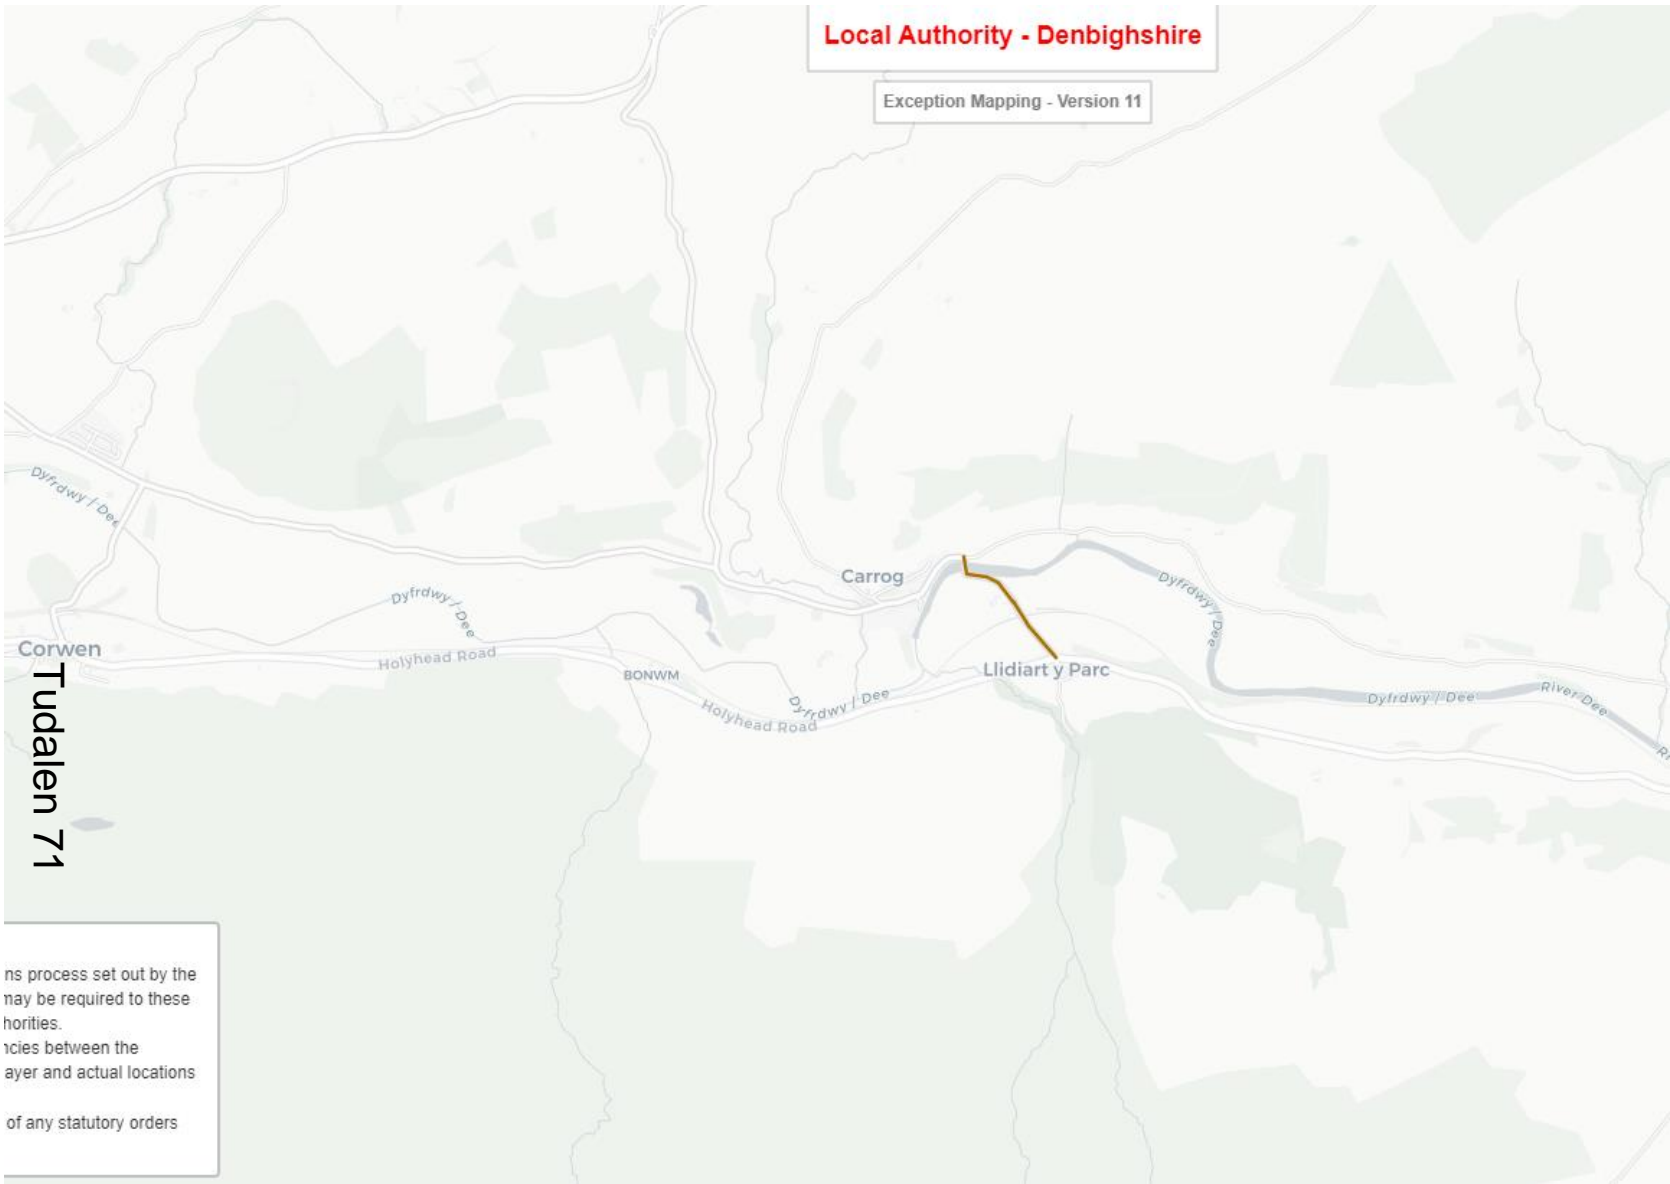 Local Authority - Denbighshire
Exception Mapping - Version 11
Dyfrdwy / Dee
Carrog
Dyfrdwy / Dee
Dyfrdwy / Dee
Corwen
Holyhead Road
BONWM
Llidiart y Parc
Dyfrdwy / Dee
Holyhead Road
Dyfrdwy / Dee
River Dee
Tudalen 71
ns process set out by the
may be required to these
horities.
ncies between the
ayer and actual locations
of any statutory orders